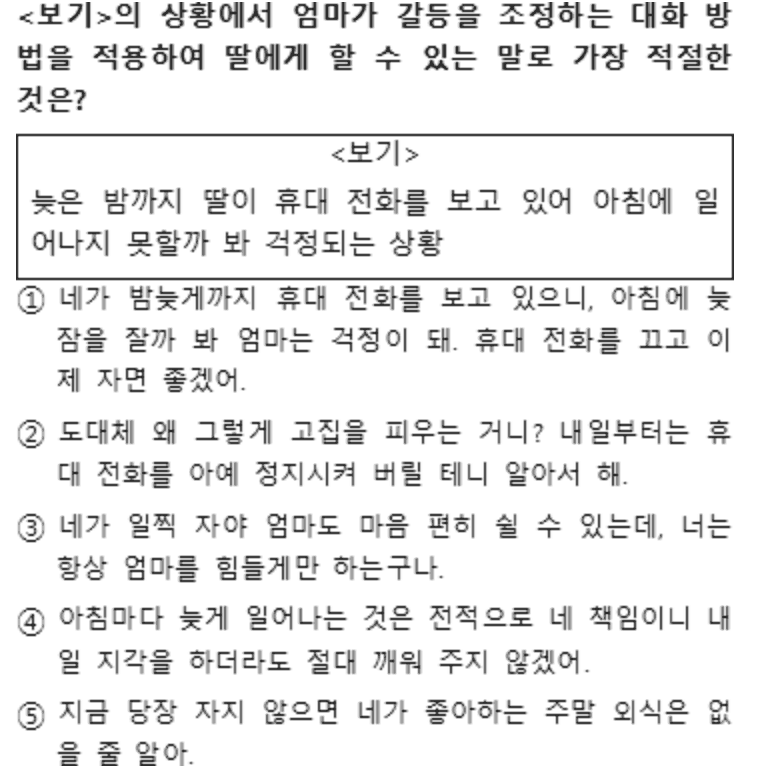 <보기>의 상황에서 엄마가 갈등을 조정하는 대화 방
법을 적용하여 딸에게 할 수 있는 말로 가장 적절한
것은?
<보기>
늦은 밤까지 딸이 휴대 전화를 보고 있어 아침에 일
어나지 못할까 봐 걱정되는 상황
① 네가 밤늦게까지 휴대 전화를 보고 있으니, 아침에 늦
잠을 잘까 봐 엄마는 걱정이 돼. 휴대 전화를 끄고 이
제 자면 좋겠어.
② 도대체 왜 그렇게 고집을 피우는 거니? 내일부터는 휴
대 전화를 아예 정지시켜 버릴 테니 알아서 해.
③ 네가 일찍 자야 엄마도 마음 편히 쉴 수 있는데, 너는
항상 엄마를 힘들게만 하는구나.
④ 아침마다 늦게 일어나는 것은 전적으로 네 책임이니 내
일 지각을 하더라도 절대 깨워 주지 않겠어.
⑤ 지금 당장 자지 않으면 네가 좋아하는 주말 외식은 없
을 줄 알아.